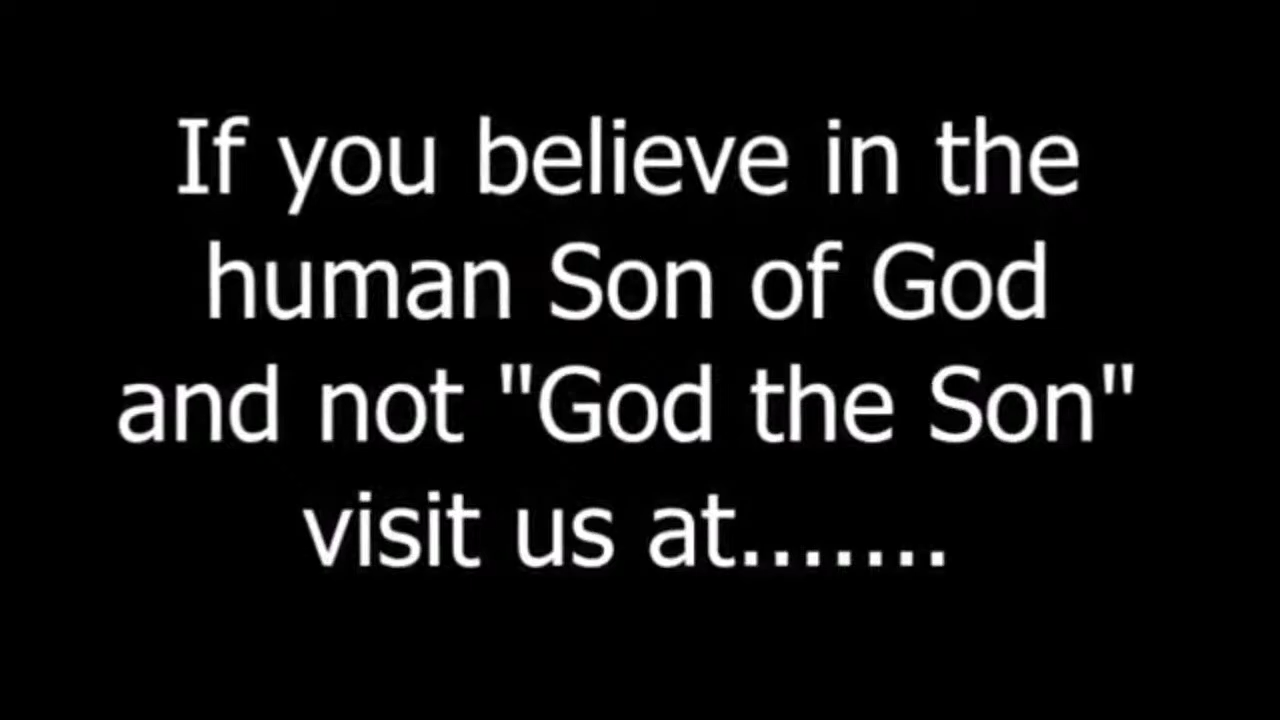 If you believe in the
human Son of God
and not "God the Son"
visit us at.......